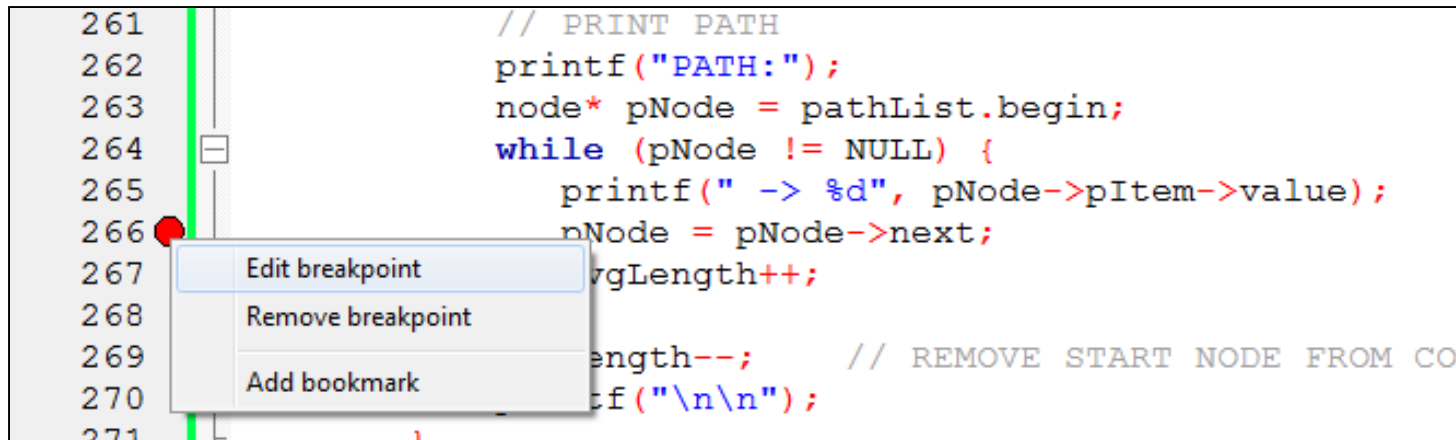 261 // PRINT PATH
262 printf("PATH:");
263 node* pNode = pathList.begin;
264 while (pNode != NULL) {
265 printf(" -> %d", pNode->pItem->value);
266 pNode = pNode->next;
267 vgLength++;
268
269 ength--; // REMOVE START NODE FROM CO
270 tf("\n\n");
271 }
Edit breakpoint
Remove breakpoint
Add bookmark